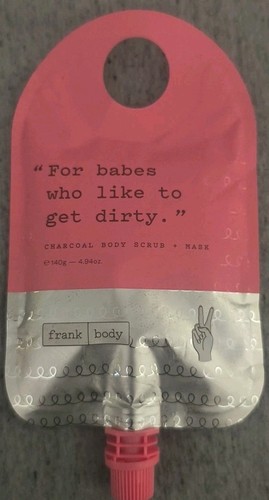 “For babes
who like to
get dirty.”
CHARCOAL BODY SCRUB + MASK
℮ 140g — 4.94oz.
frank body